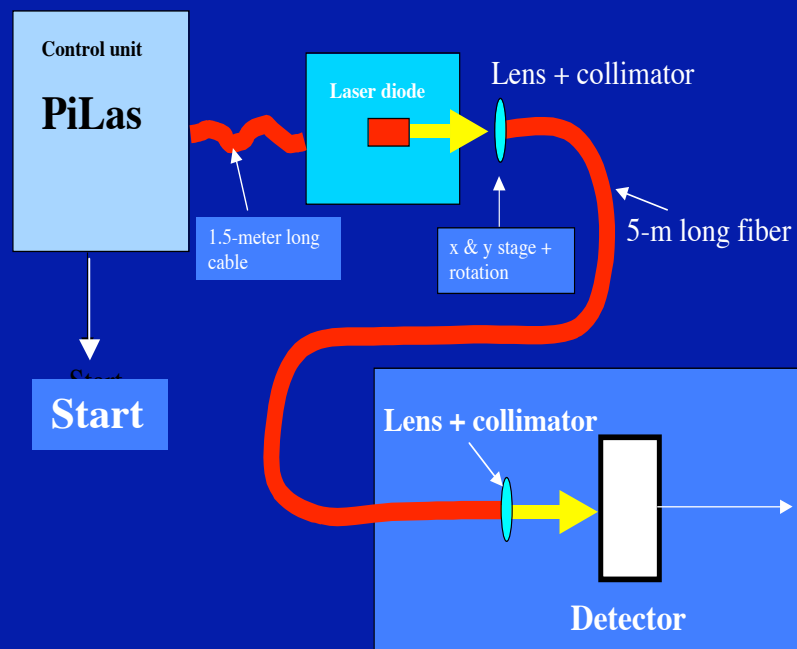 Control unit
PiLas
Laser diode
Lens + collimator
1.5-meter long
cable
x & y stage +
rotation
5-m long fiber
Start
Start
Lens + collimator
Detector